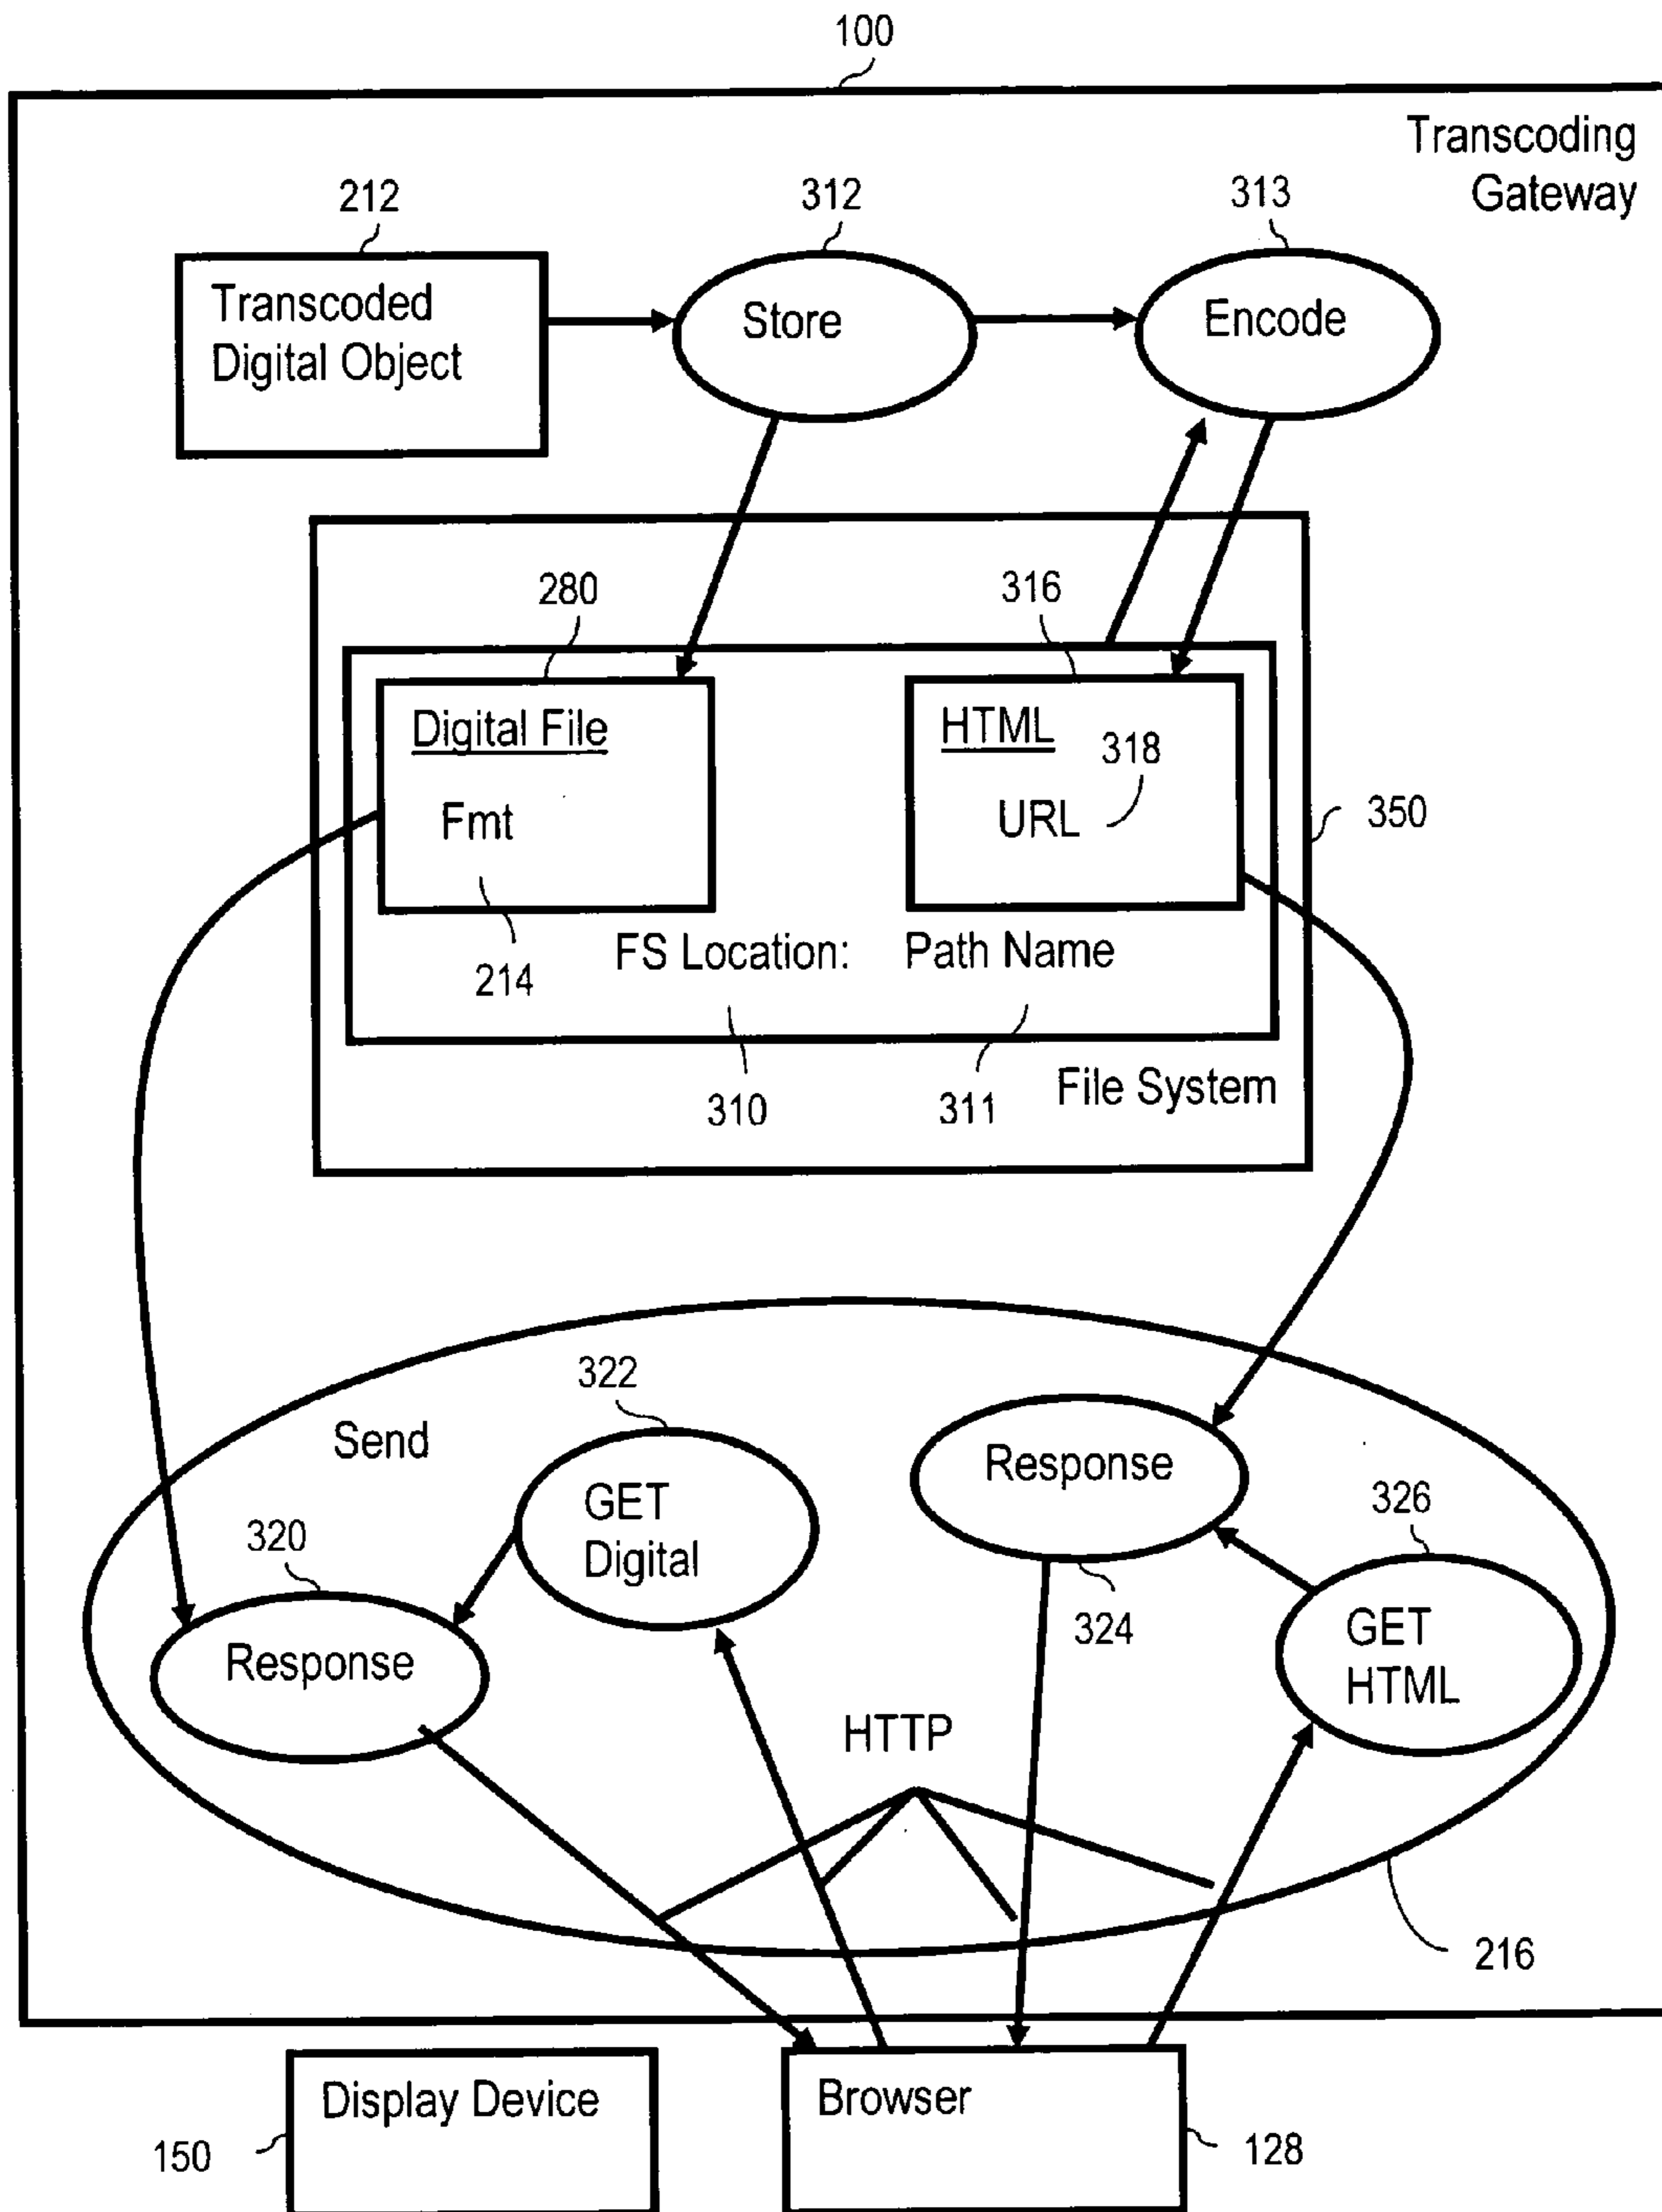 100
Transcoding
Gateway
212
312
313
Transcoded
Digital Object
Store
Encode
280
316
Digital File
HTML
318
Fmt
URL
350
214
FS Location:
Path Name
310
311
File System
322
Send
Response
GET
Digital
326
320
324
Response
GET
HTML
HTTP
216
Display Device
Browser
150
128